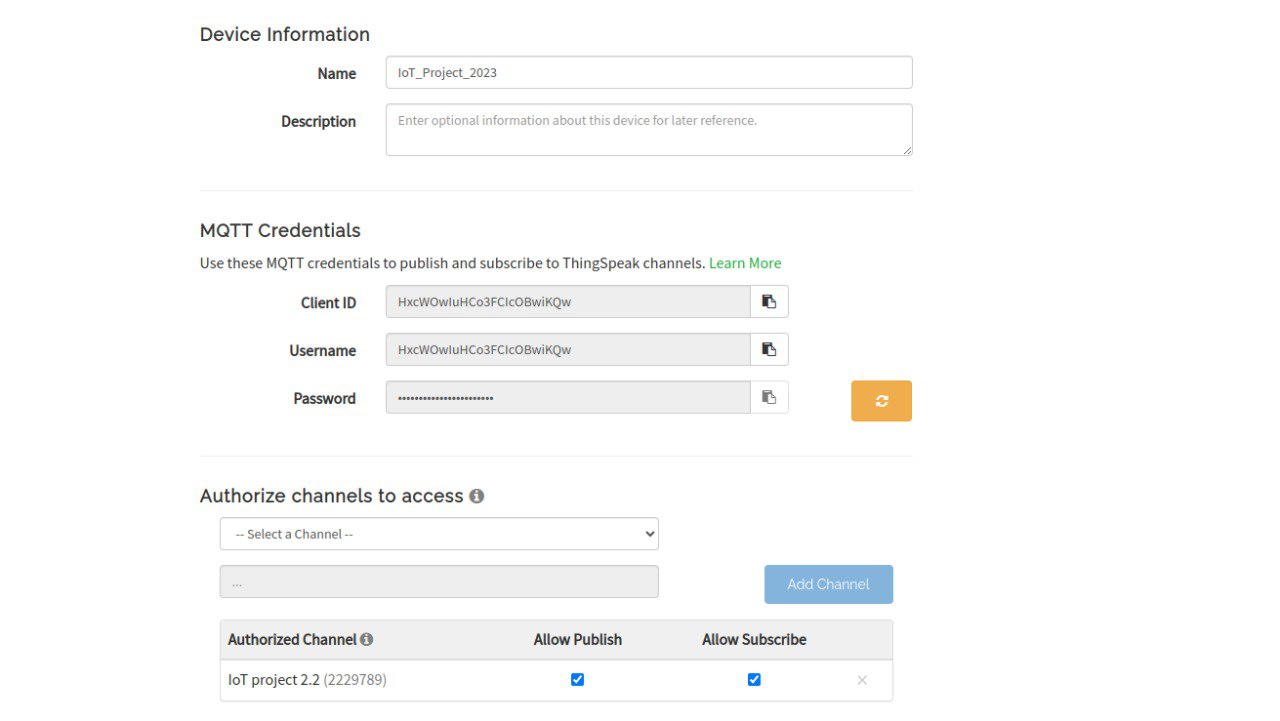 Device Information
Name IoT_Project_2023
Description Enter optional information about this device for later reference.
MQTT Credentials
Use these MQTT credentials to publish and subscribe to ThingSpeak channels. Learn More
Client ID HxcWOwIuHCo3FCIcOBwiKQw
Username HxcWOwIuHCo3FCIcOBwiKQw
Password •••••••••••••••••••••••
Authorize channels to access
-- Select a Channel --
...
Add Channel
Authorized Channel Allow Publish Allow Subscribe
IoT project 2.2 (2229789)